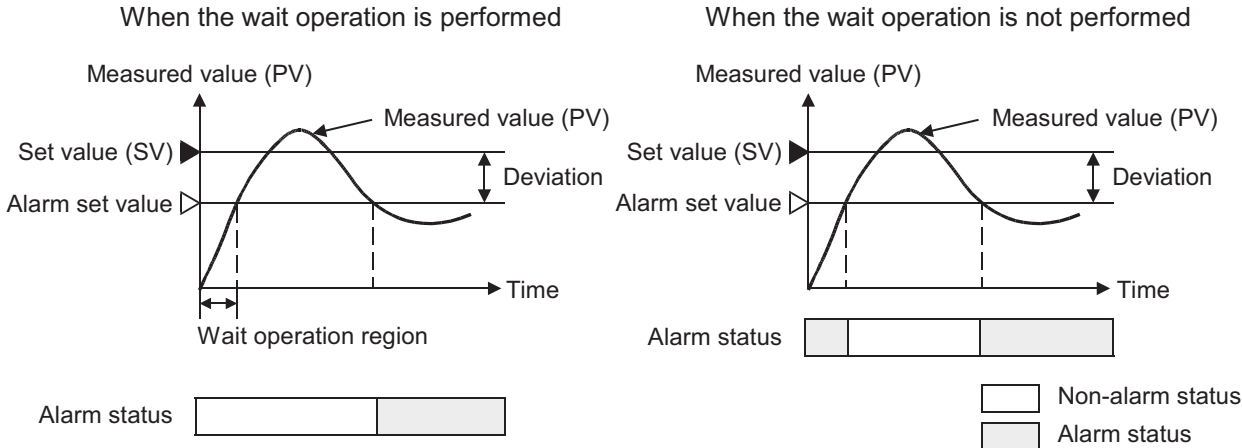 When the wait operation is performed
Measured value (PV)
Measured value (PV)
Set value (SV)
Deviation
Alarm set value
Time
Wait operation region
Alarm status
When the wait operation is not performed
Measured value (PV)
Measured value (PV)
Set value (SV)
Deviation
Alarm set value
Time
Alarm status
Non-alarm status
Alarm status